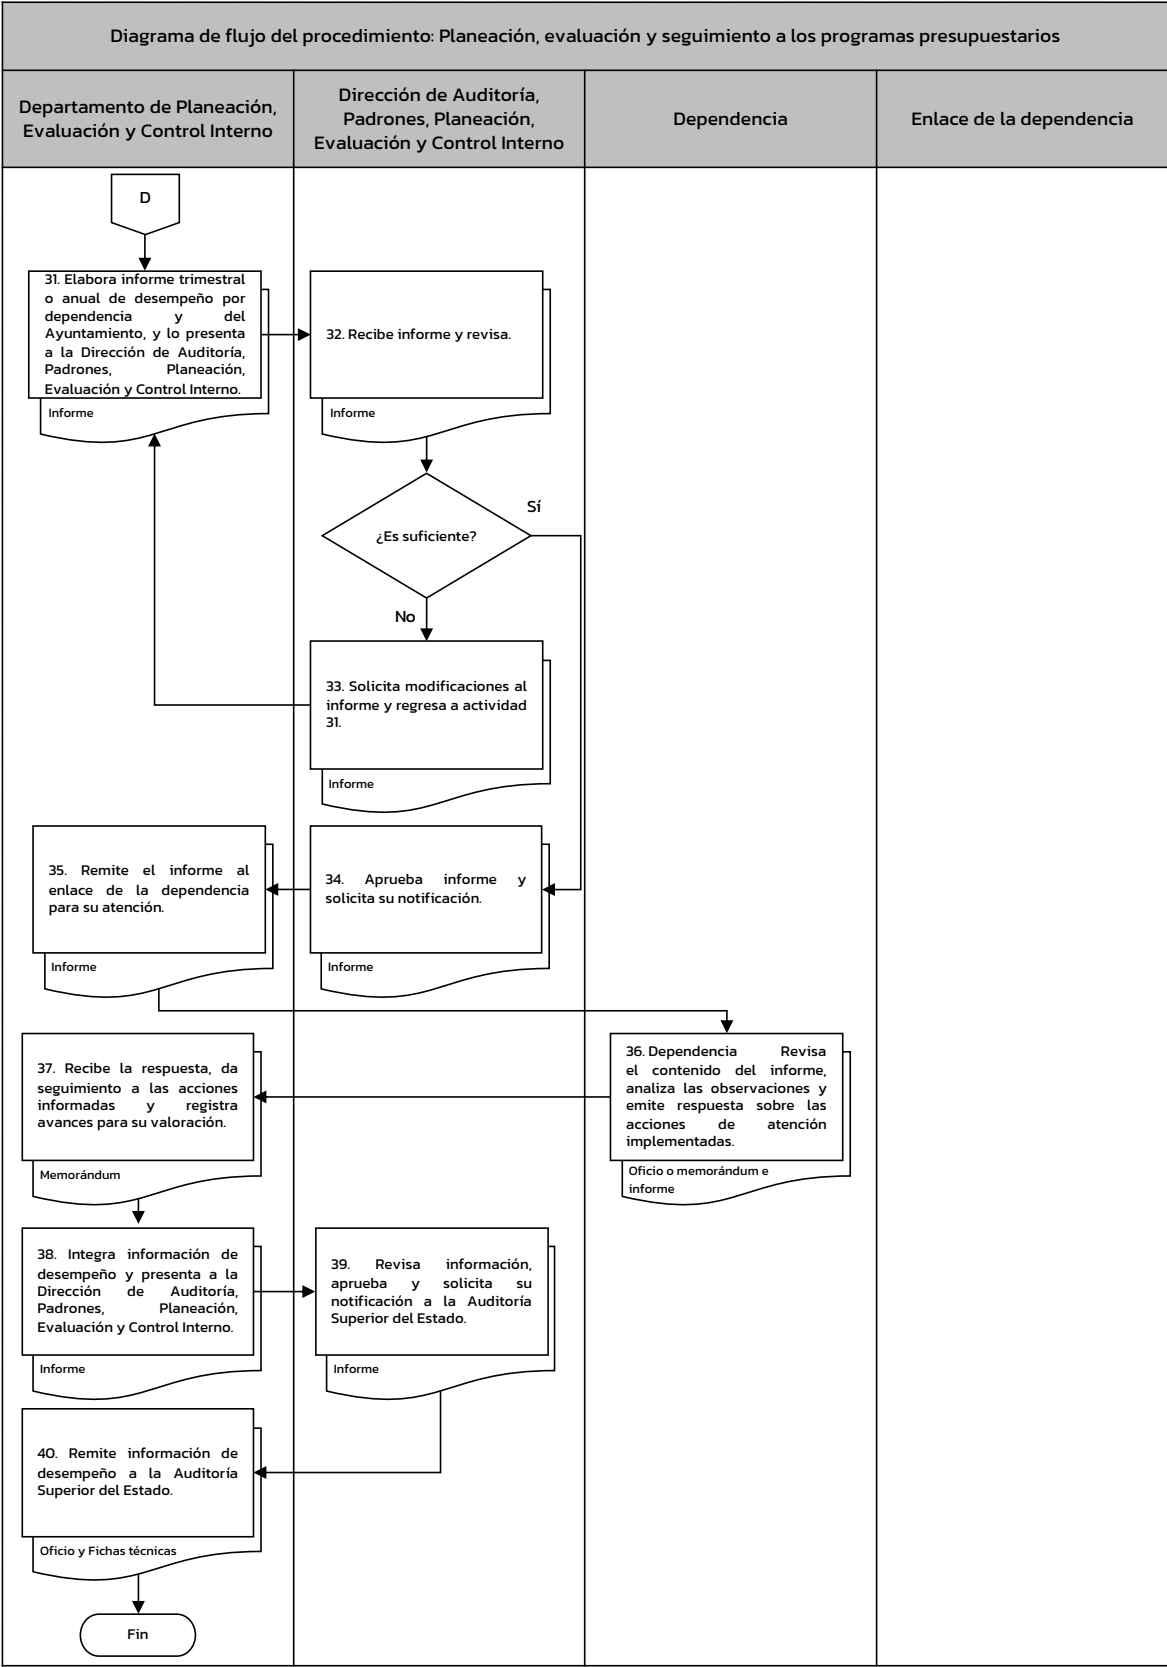 Diagrama de flujo del procedimiento: Planeación, evaluación y seguimiento a los programas presupuestarios
Departamento de Planeación,
Evaluación y Control Interno
Dirección de Auditoría,
Padrones, Planeación,
Evaluación y Control Interno
Dependencia
Enlace de la dependencia
D
31. Elabora informe trimestral
o anual de desempeño por
dependencia y del
Ayuntamiento, y lo presenta
a la Dirección de Auditoría,
Padrones, Planeación,
Evaluación y Control Interno.
Informe
32. Recibe informe y revisa.
Informe
¿Es suficiente?
Sí
No
33. Solicita modificaciones al
informe y regresa a actividad
31.
Informe
35. Remite el informe al
enlace de la dependencia
para su atención.
Informe
34. Aprueba informe y
solicita su notificación.
Informe
37. Recibe la respuesta, da
seguimiento a las acciones
informadas y registra
avances para su valoración.
Memorándum
36. Dependencia Revisa
el contenido del informe,
analiza las observaciones y
emite respuesta sobre las
acciones de atención
implementadas.
Oficio o memorándum e
informe
38. Integra información de
desempeño y presenta a la
Dirección de Auditoría,
Padrones, Planeación,
Evaluación y Control Interno.
Informe
39. Revisa información,
aprueba y solicita su
notificación a la Auditoría
Superior del Estado.
Informe
40. Remite información de
desempeño a la Auditoría
Superior del Estado.
Oficio y Fichas técnicas
Fin